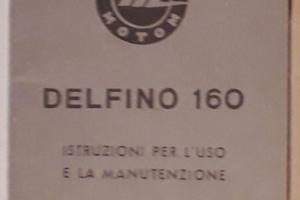 MOTOM
DELFINO 160
ISTRUZIONI PER L'USO
E LA MANUTENZIONE